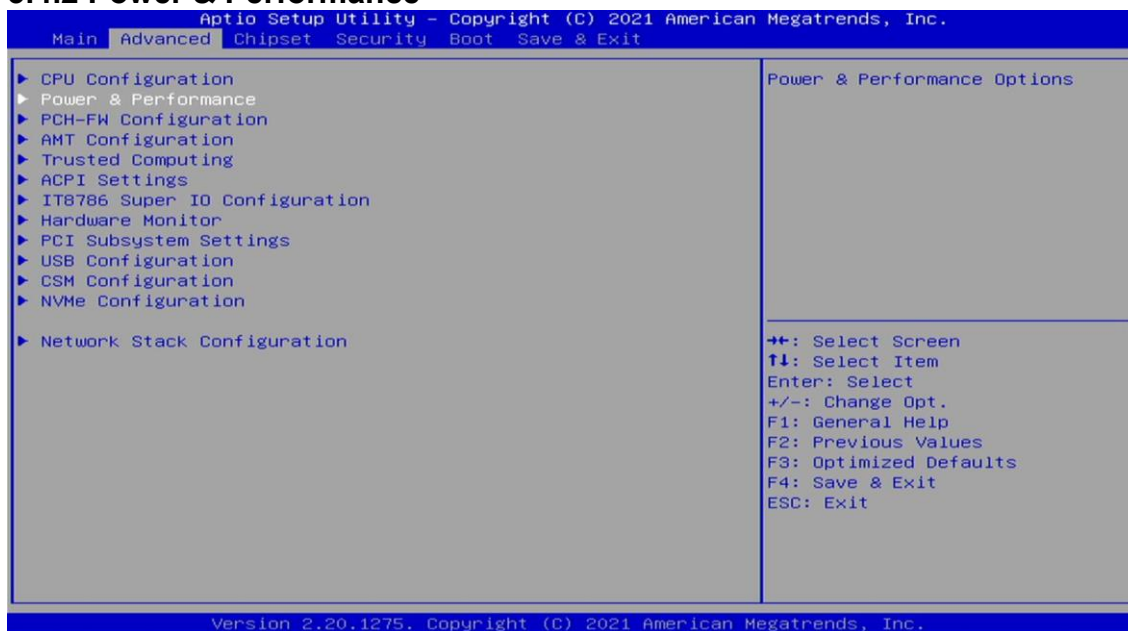 Power & Performance
Aptio Setup Utility – Copyright (C) 2021 American Megatrends, Inc.
Main Advanced Chipset Security Boot Save & Exit
▶ CPU Configuration
▶ Power & Performance
▶ PCH-FW Configuration
▶ AMT Configuration
▶ Trusted Computing
▶ ACPI Settings
▶ IT8786 Super IO Configuration
▶ Hardware Monitor
▶ PCI Subsystem Settings
▶ USB Configuration
▶ CSM Configuration
▶ NVMe Configuration
▶ Network Stack Configuration
Power & Performance Options
→←: Select Screen
↑↓: Select Item
Enter: Select
+/-: Change Opt.
F1: General Help
F2: Previous Values
F3: Optimized Defaults
F4: Save & Exit
ESC: Exit
Version 2.20.1275. Copyright (C) 2021 American Megatrends, Inc.